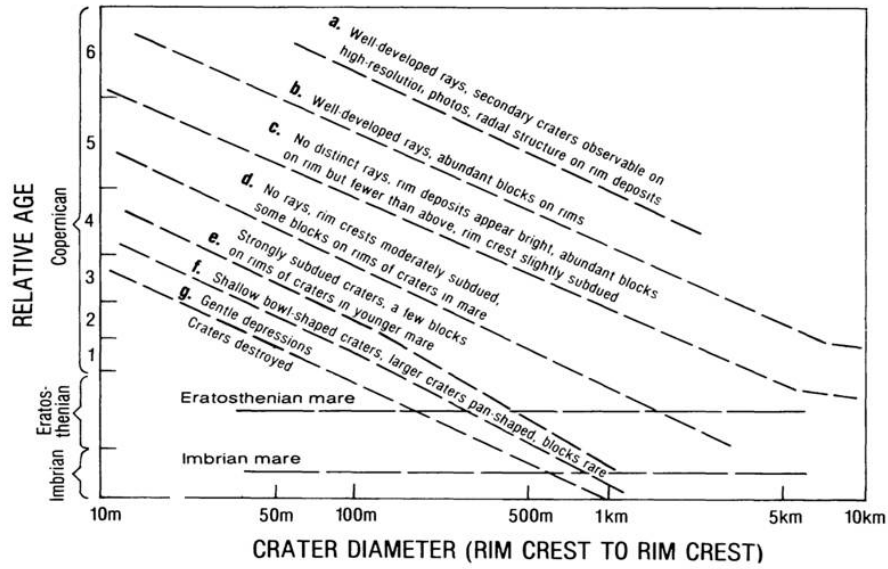 RELATIVE AGE
Copernican
Eratos-
thenian
Imbrian
6
5
4
3
2
1
a. Well-developed rays, secondary craters observable on
high-resolution, photos, radial structure on rim deposits
b. Well-developed rays, abundant blocks on rims
c. No distinct rays, rim deposits appear bright, abundant blocks
on rim but fewer than above, rim crest slightly subdued
d. No rays, rim crests moderately subdued,
some blocks on rims of craters in mare
e. Strongly subdued craters, a few blocks
on rims of craters in younger mare
f. Shallow bowl-shaped craters, larger craters pan-shaped, blocks rare
g. Gentle depressions
Craters destroyed
Eratosthenian mare
Imbrian mare
10m 50m 100m 500m 1km 5km 10km
CRATER DIAMETER (RIM CREST TO RIM CREST)